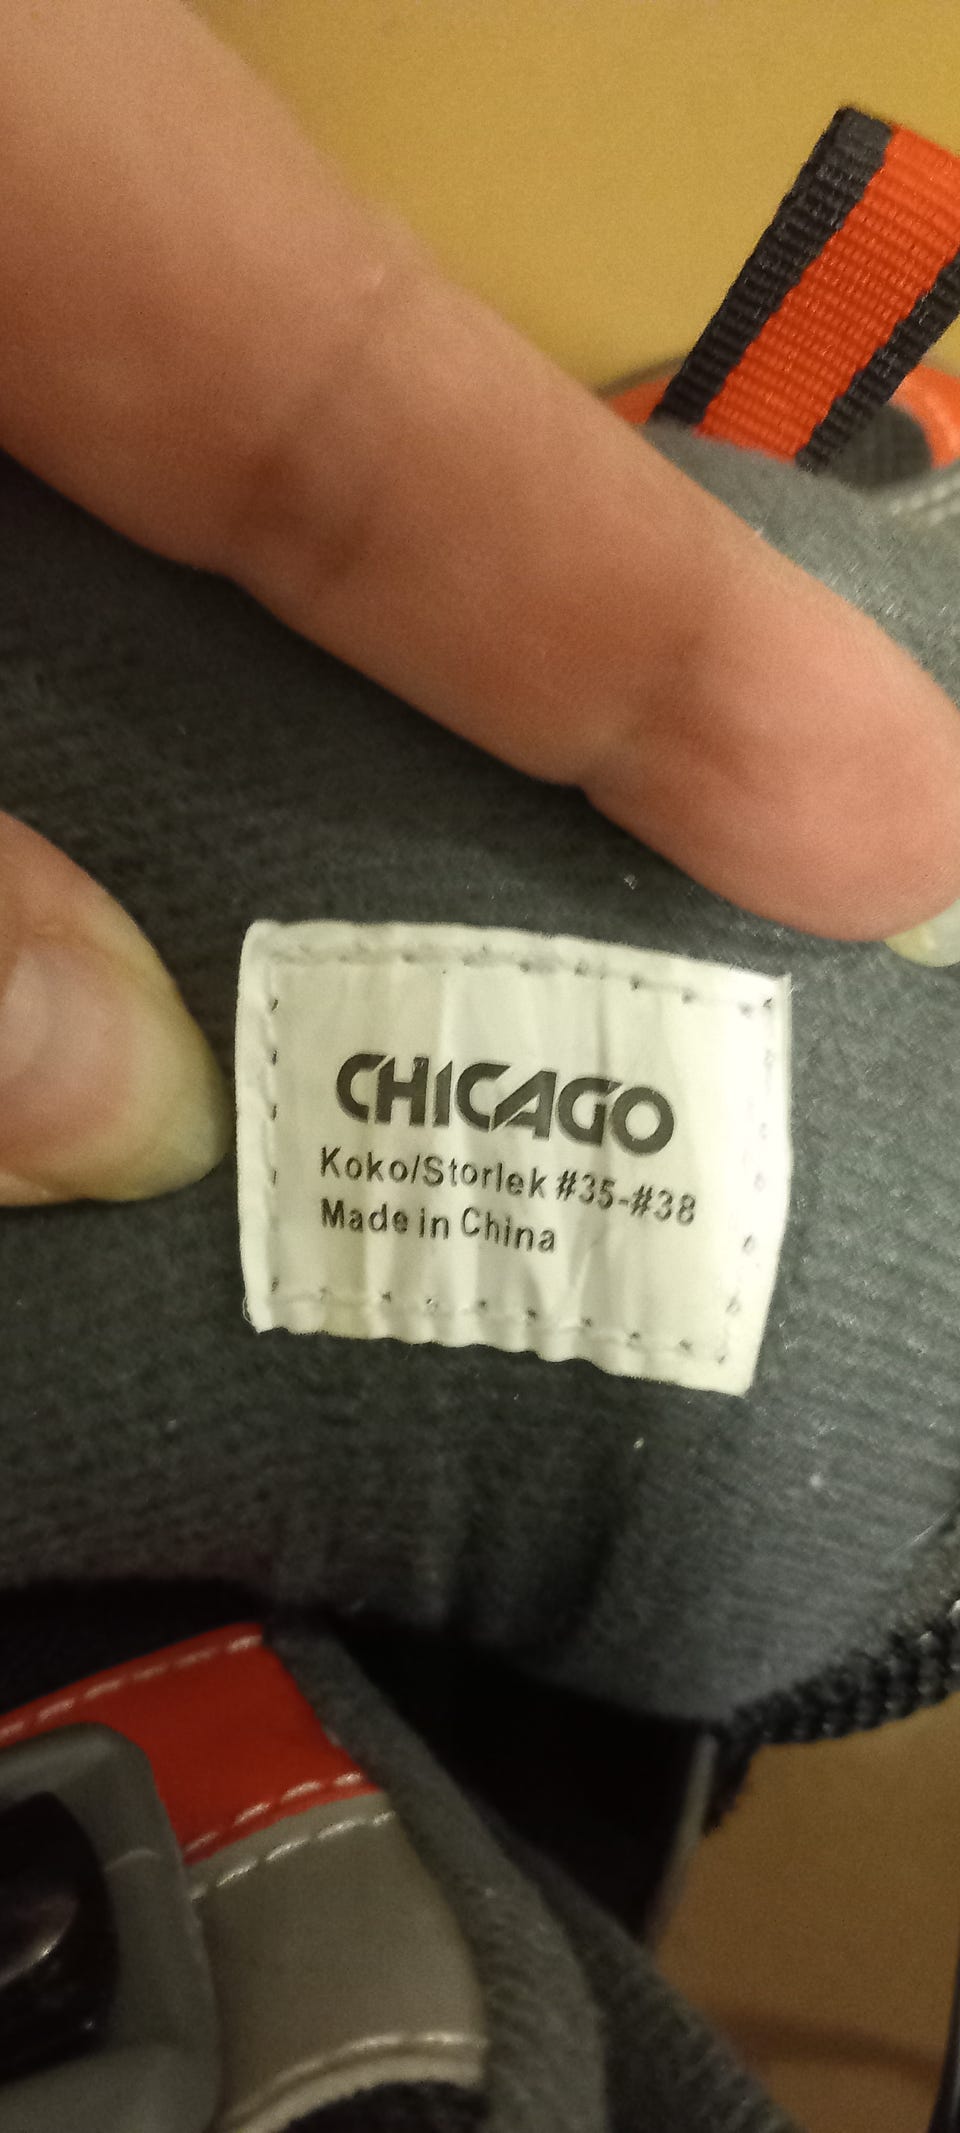 CHICAGO
Koko/Storlek #35-#38
Made in China